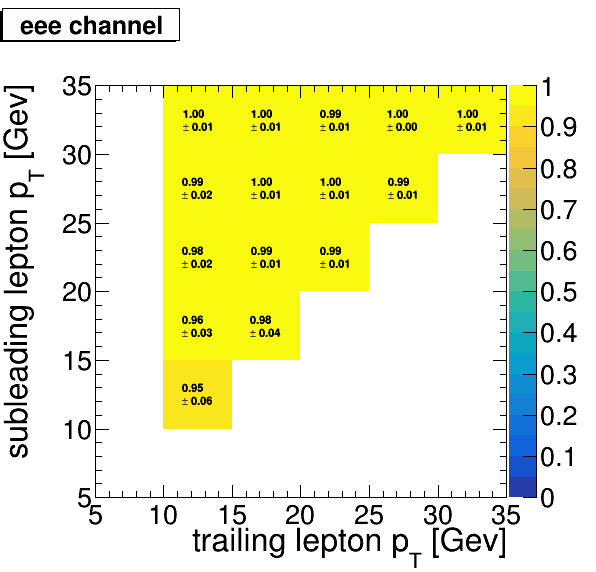 eee channel
subleading lepton p_T [Gev]
35
30
25
20
15
10
5
1.00 1.00 0.99 1.00 1.00
± 0.01 ± 0.01 ± 0.01 ± 0.00 ± 0.01
0.99 1.00 1.00 0.99
± 0.02 ± 0.01 ± 0.01 ± 0.01
0.98 0.99 0.99
± 0.02 ± 0.01 ± 0.01
0.96 0.98
± 0.03 ± 0.04
0.95
± 0.06
5 10 15 20 25 30 35
trailing lepton p_T [Gev]
1
0.9
0.8
0.7
0.6
0.5
0.4
0.3
0.2
0.1
0